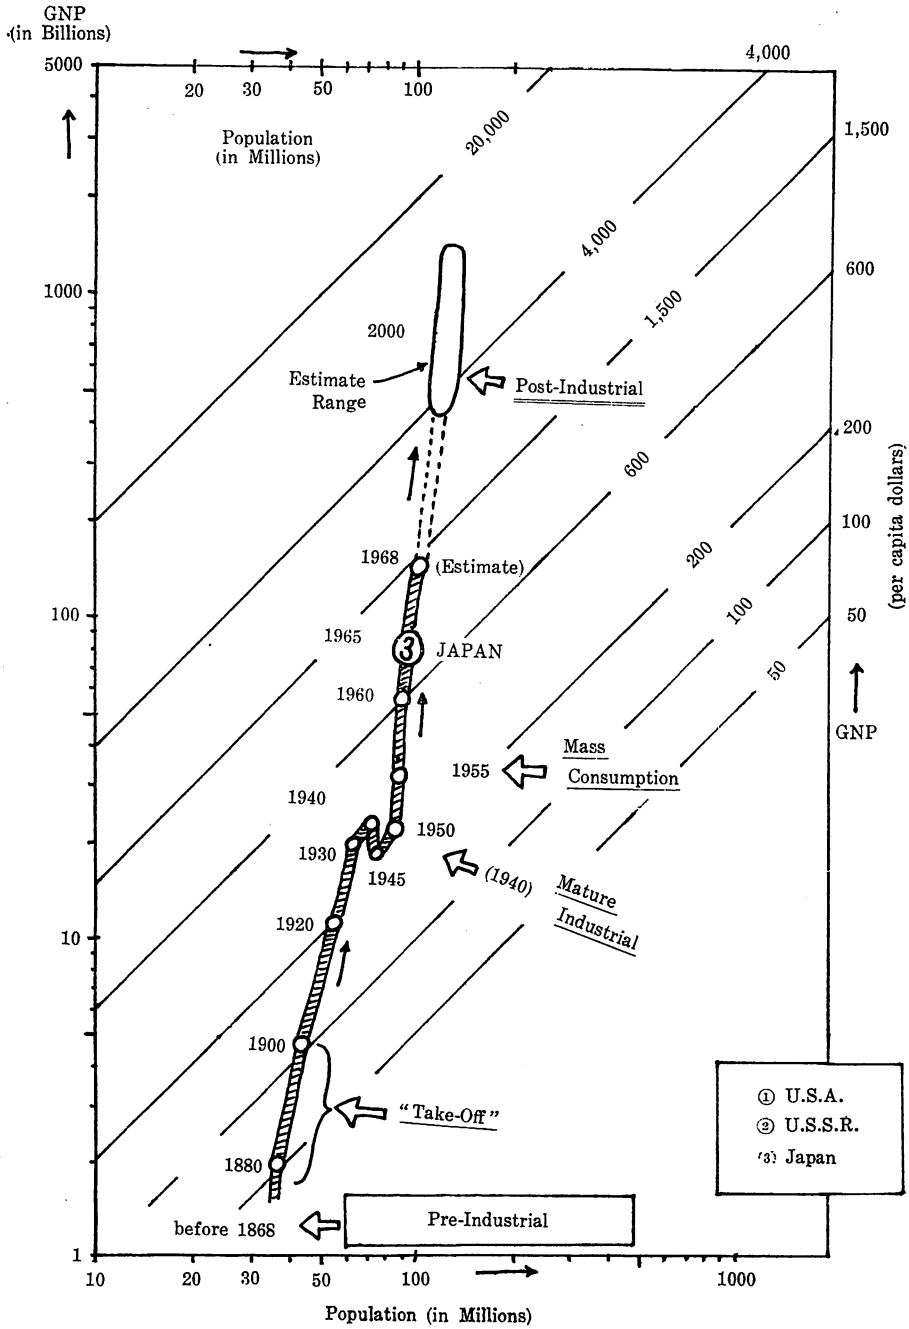 GNP
(in Billions)
4,000
5000
20
30
50
100
1,500
20,000
Population
(in Millions)
4,000
600
1000
1,500
2000
Estimate
Range
Post-Industrial
200
600
(per capita dollars)
100
1968
(Estimate)
200
100
100
50
1965
3
JAPAN
50
1960
GNP
Mass
1955
Consumption
1940
1950
1930
1945
(1940)
Mature
Industrial
1920
10
1900
"Take-Off"
① U.S.A.
② U.S.S.R.
(3) Japan
1880
Pre-Industrial
before 1868
1
10
20
30
50
100
1000
Population (in Millions)